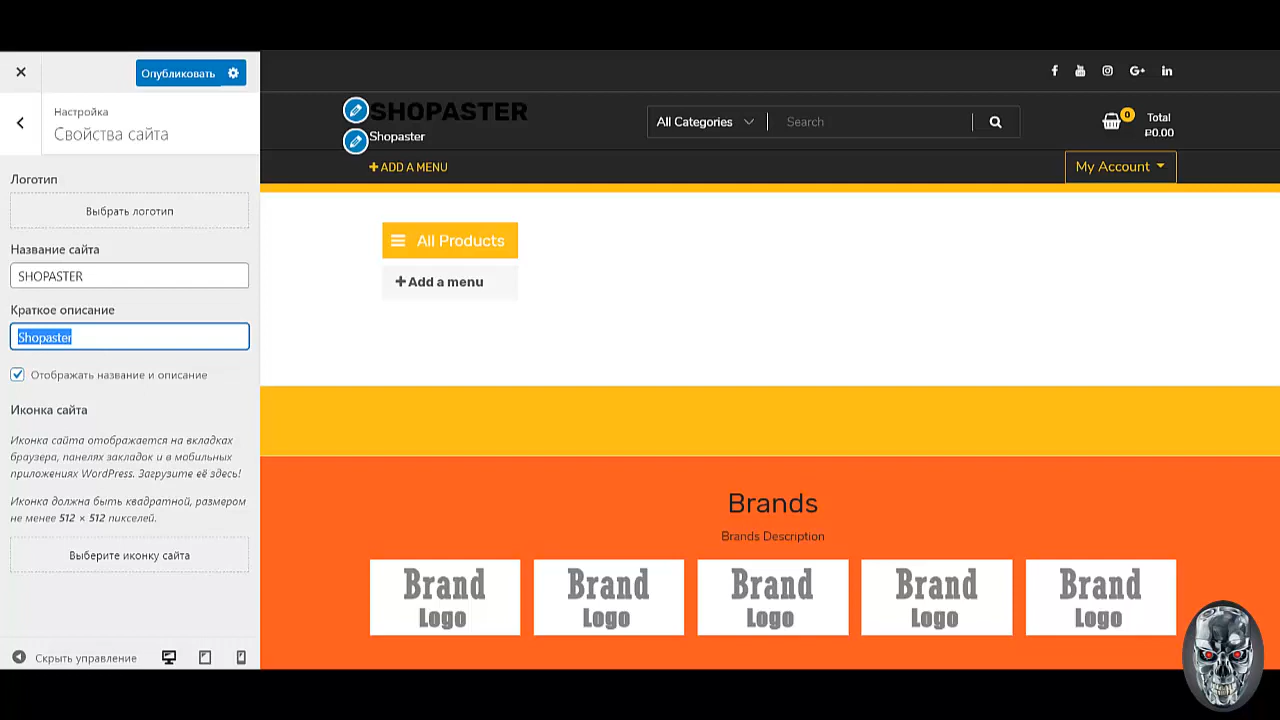 Опубликовать
Настройка
Свойства сайта
Логотип
Выбрать логотип
Название сайта
SHOPASTER
Краткое описание
Shopaster
Отображать название и описание
Иконка сайта
Иконка сайта отображается на вкладках
браузера, панелях закладок и в мобильных
приложениях WordPress. Загрузите её здесь!
Иконка должна быть квадратной, размером
не менее 512 × 512 пикселей.
Выберите иконку сайта
Скрыть управление
SHOPASTER
Shopaster
All Categories
Search
0
Total
₽0.00
ADD A MENU
My Account
All Products
Add a menu
Brands
Brands Description
Brand
Logo
Brand
Logo
Brand
Logo
Brand
Logo
Brand
Logo